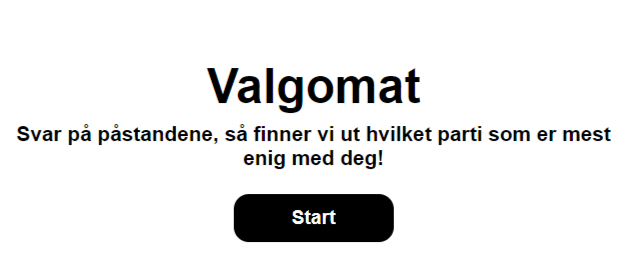 Valgomat
Svar på påstandene, så finner vi ut hvilket parti som er mest
enig med deg!
Start